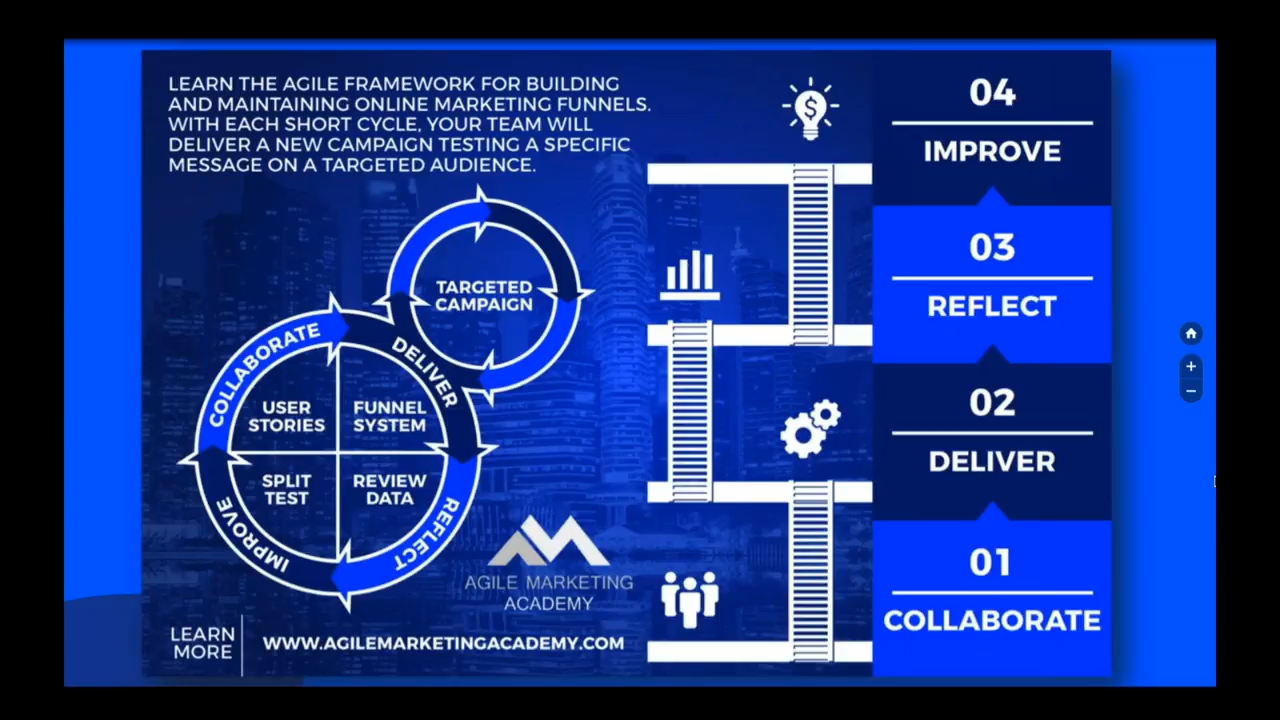 LEARN THE AGILE FRAMEWORK FOR BUILDING
AND MAINTAINING ONLINE MARKETING FUNNELS.
WITH EACH SHORT CYCLE, YOUR TEAM WILL
DELIVER A NEW CAMPAIGN TESTING A SPECIFIC
MESSAGE ON A TARGETED AUDIENCE.
TARGETED
CAMPAIGN
COLLABORATE
DELIVER
USER
STORIES
FUNNEL
SYSTEM
SPLIT
TEST
REVIEW
DATA
IMPROVE
REFLECT
AGILE MARKETING
ACADEMY
LEARN
MORE
WWW.AGILEMARKETINGACADEMY.COM
$
04
IMPROVE
03
REFLECT
02
DELIVER
01
COLLABORATE
+
−